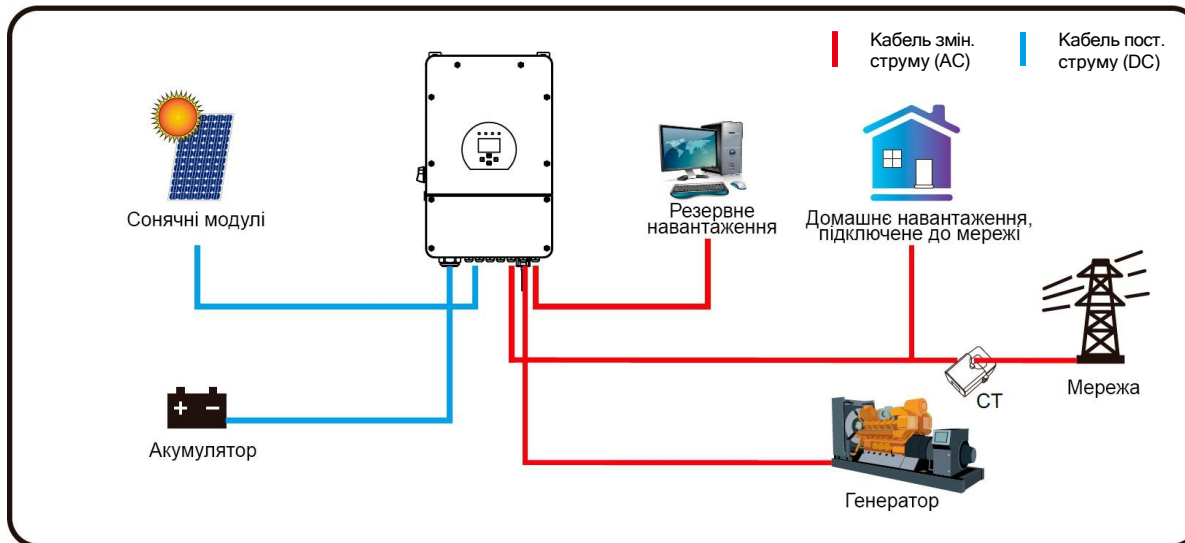 Кабель змін.
струму (AC)
Кабель пост.
струму (DC)
Сонячні модулі
Резервне
навантаження
Домашнє навантаження,
підключене до мережі
CT
Мережа
Акумулятор
Генератор